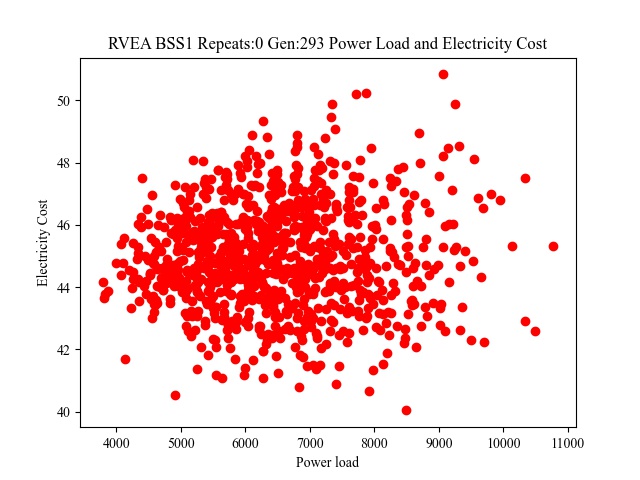 RVEA BSS1 Repeats:0 Gen:293 Power Load and Electricity Cost
Electricity Cost
50
48
46
44
42
40
4000 5000 6000 7000 8000 9000 10000 11000
Power load